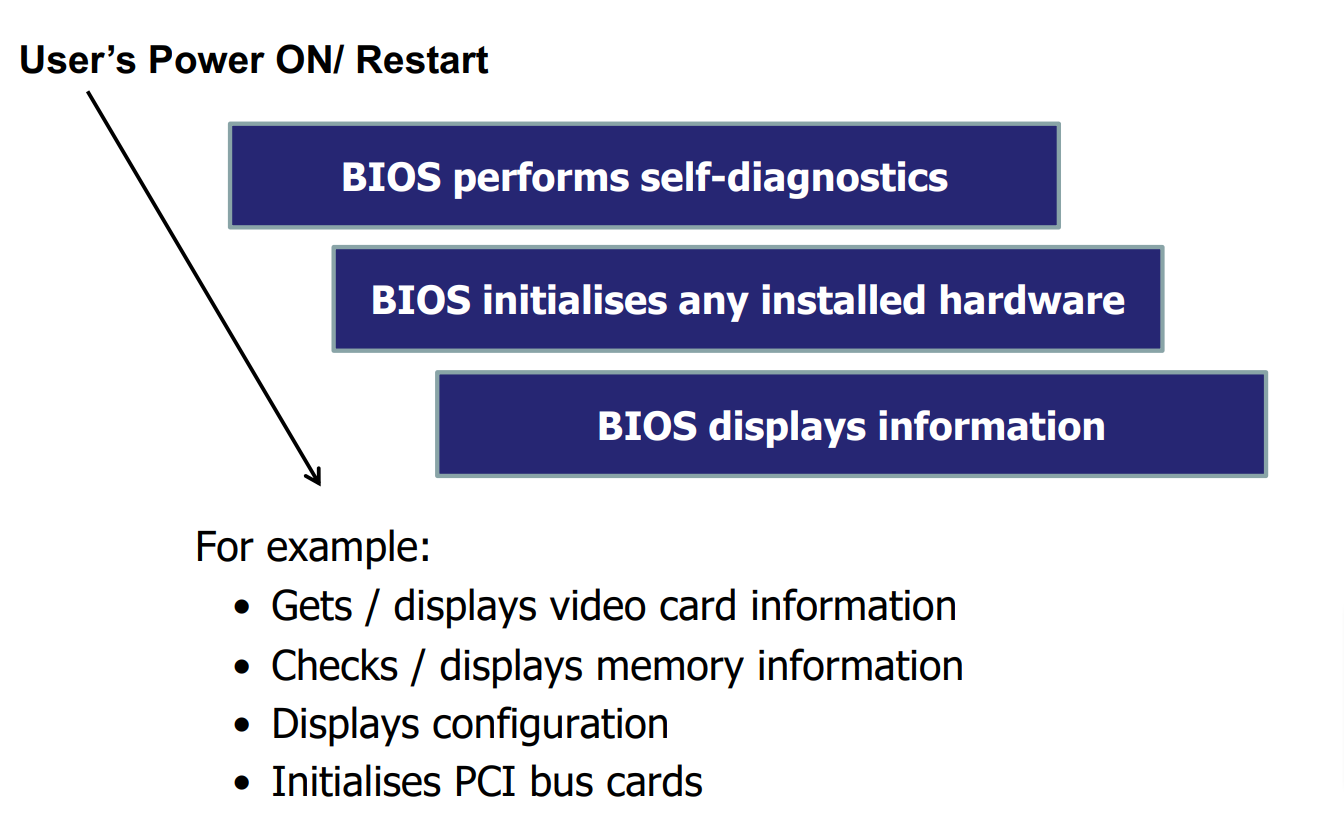 User’s Power ON/ Restart
BIOS performs self-diagnostics
BIOS initialises any installed hardware
BIOS displays information
For example:
• Gets / displays video card information
• Checks / displays memory information
• Displays configuration
• Initialises PCI bus cards